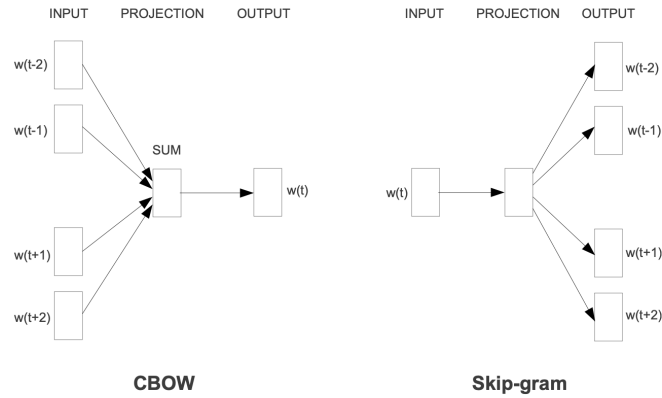 INPUT PROJECTION OUTPUT
w(t-2)
w(t-1)
SUM
w(t)
w(t+1)
w(t+2)
CBOW
INPUT PROJECTION OUTPUT
w(t-2)
w(t-1)
w(t)
w(t+1)
w(t+2)
Skip-gram